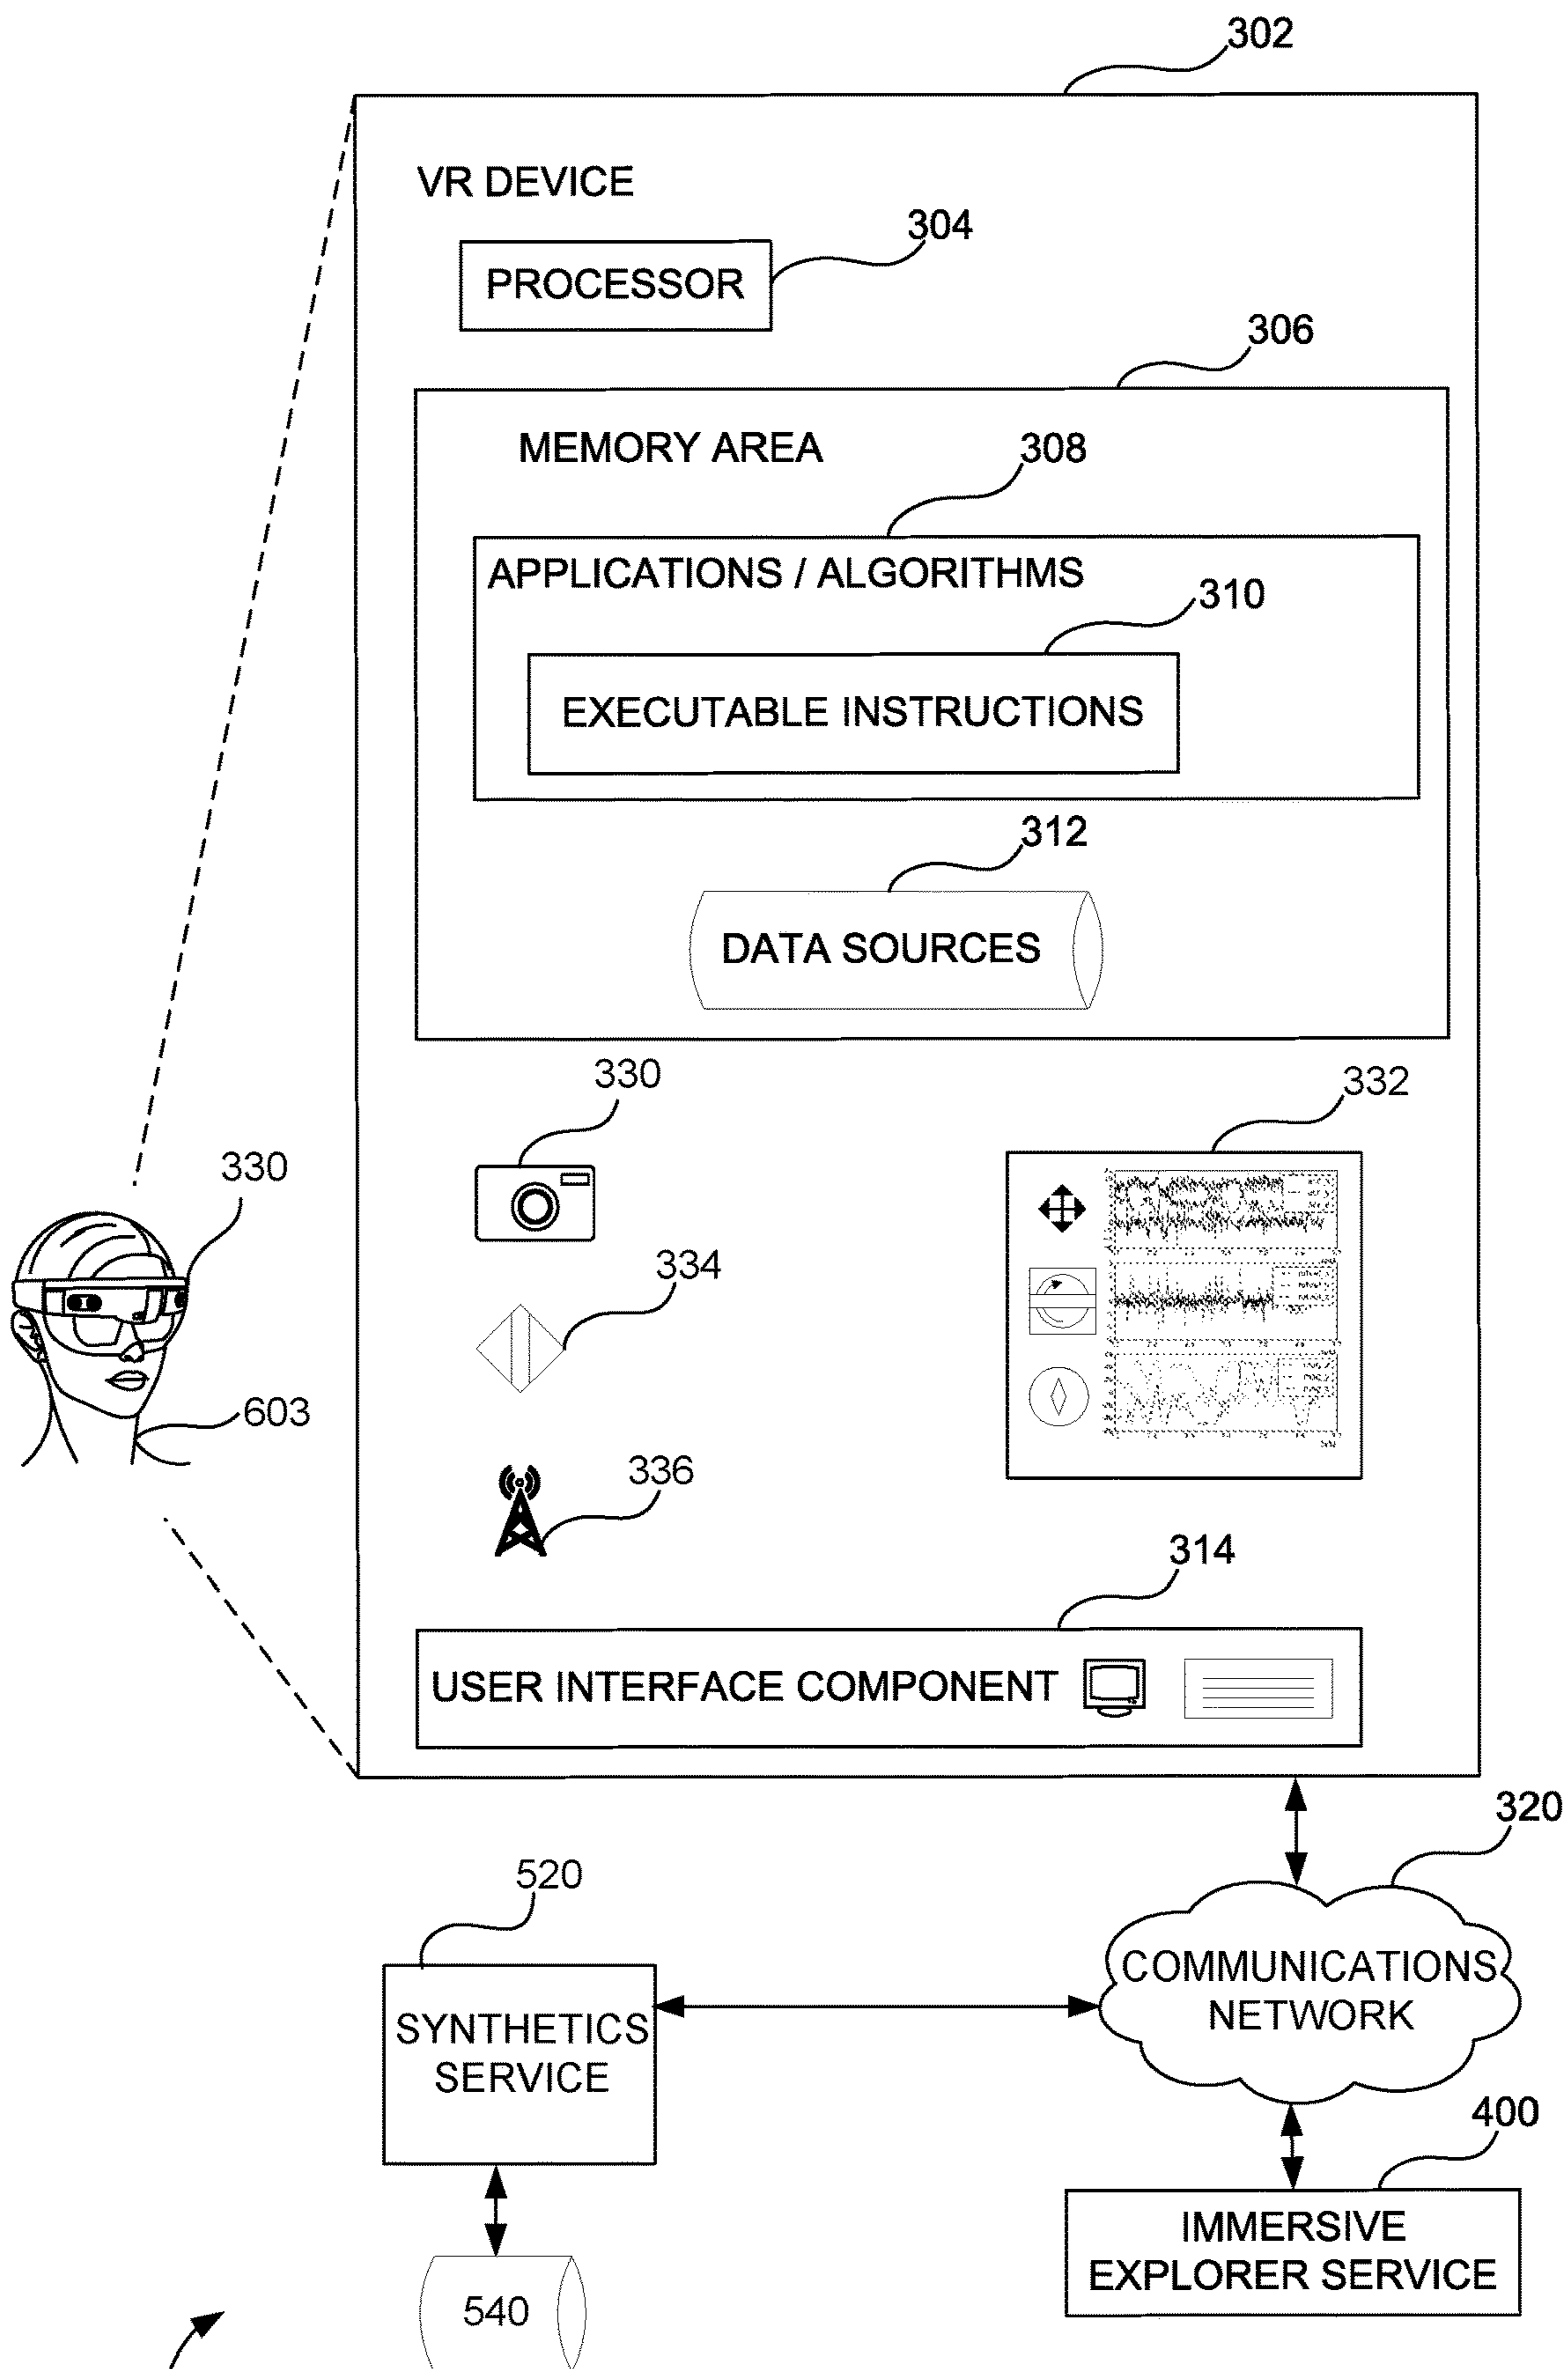 302
VR DEVICE
304
PROCESSOR
306
MEMORY AREA
308
APPLICATIONS / ALGORITHMS
310
EXECUTABLE INSTRUCTIONS
312
DATA SOURCES
330
332
330
334
603
336
314
USER INTERFACE COMPONENT
320
520
COMMUNICATIONS
NETWORK
SYNTHETICS
SERVICE
400
IMMERSIVE
EXPLORER SERVICE
540